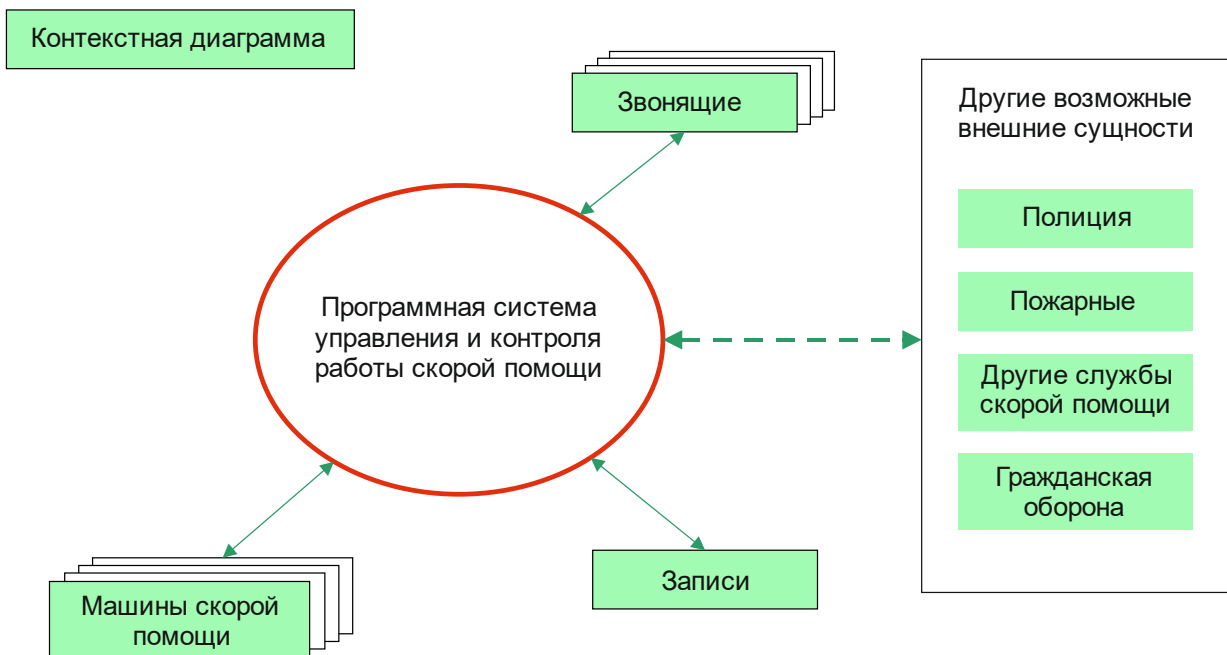 Контекстная диаграмма
Звонящие
Другие возможные
внешние сущности
Полиция
Пожарные
Другие службы
скорой помощи
Гражданская
оборона
Программная система
управления и контроля
работы скорой помощи
Машины скорой
помощи
Записи